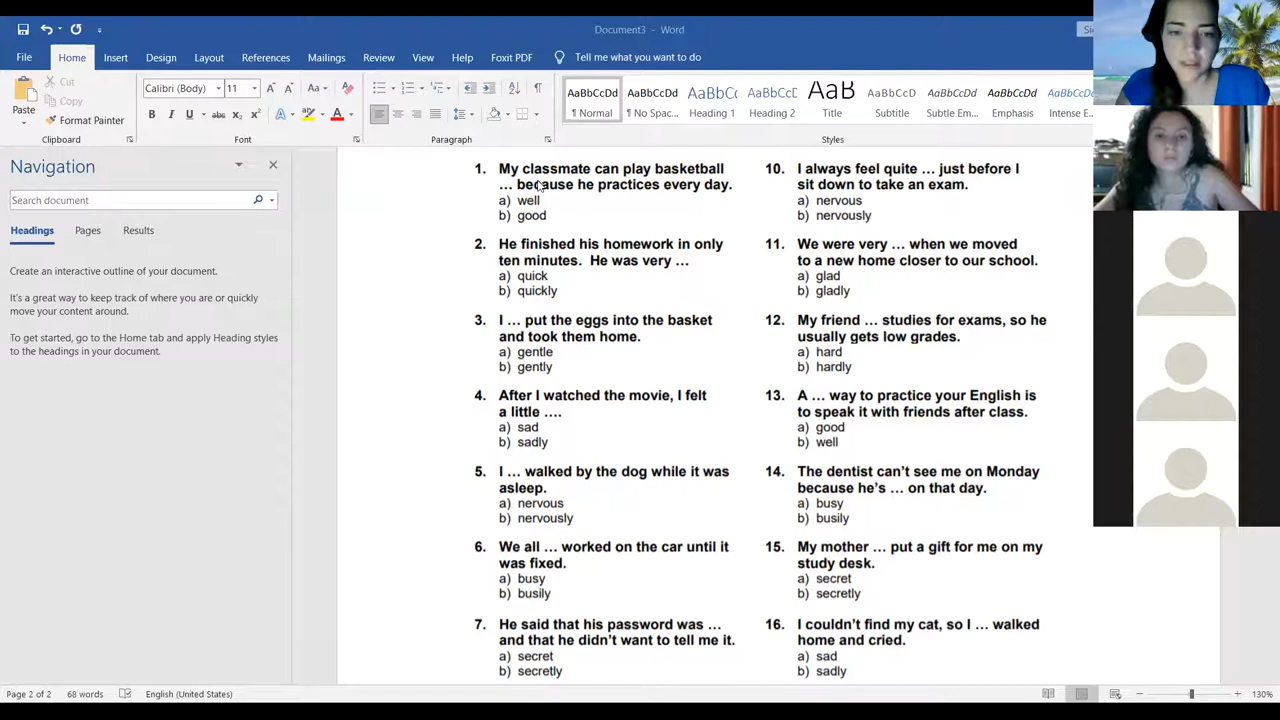 Document3 - Word
File
Home
Insert
Design
Layout
References
Mailings
Review
View
Help
Foxit PDF
Tell me what you want to do
Paste
Cut
Copy
Format Painter
Clipboard
Calibri (Body)
11
Font
Paragraph
AaBbCcDd
¶ Normal
AaBbCcDd
¶ No Spac...
AaBbCc
Heading 1
AaBbCcD
Heading 2
AaB
Title
AaBbCcD
Subtitle
AaBbCcDd
Subtle Em...
AaBbCcDd
Emphasis
AaBbCcDd
Intense E...
Styles
Navigation
Search document
Headings
Pages
Results
Create an interactive outline of your document.
It's a great way to keep track of where you are or quickly
move your content around.
To get started, go to the Home tab and apply Heading styles
to the headings in your document.
1. My classmate can play basketball
… because he practices every day.
a) well
b) good
2. He finished his homework in only
ten minutes. He was very …
a) quick
b) quickly
3. I … put the eggs into the basket
and took them home.
a) gentle
b) gently
4. After I watched the movie, I felt
a little ….
a) sad
b) sadly
5. I … walked by the dog while it was
asleep.
a) nervous
b) nervously
6. We all … worked on the car until it
was fixed.
a) busy
b) busily
7. He said that his password was …
and that he didn't want to tell me it.
a) secret
b) secretly
10. I always feel quite … just before I
sit down to take an exam.
a) nervous
b) nervously
11. We were very … when we moved
to a new home closer to our school.
a) glad
b) gladly
12. My friend … studies for exams, so he
usually gets low grades.
a) hard
b) hardly
13. A … way to practice your English is
to speak it with friends after class.
a) good
b) well
14. The dentist can't see me on Monday
because he's … on that day.
a) busy
b) busily
15. My mother … put a gift for me on my
study desk.
a) secret
b) secretly
16. I couldn't find my cat, so I … walked
home and cried.
a) sad
b) sadly
Page 2 of 2
68 words
English (United States)
130%